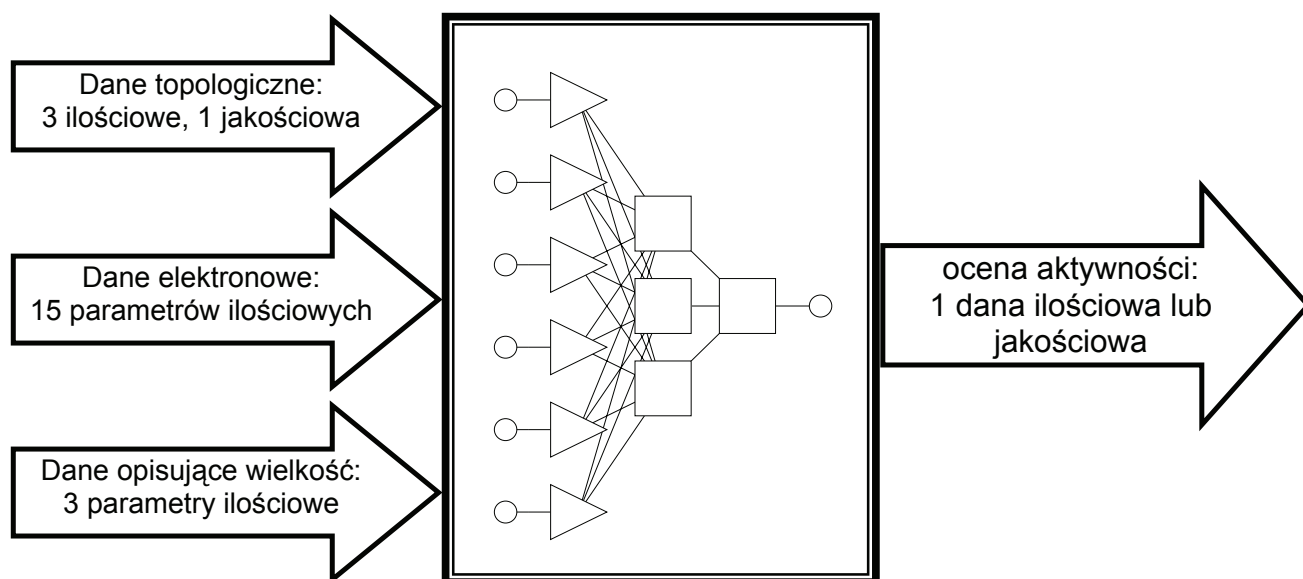 Dane topologiczne:
3 ilościowe, 1 jakościowa
Dane elektronowe:
15 parametrów ilościowych
Dane opisujące wielkość:
3 parametry ilościowe
ocena aktywności:
1 dana ilościowa lub
jakościowa